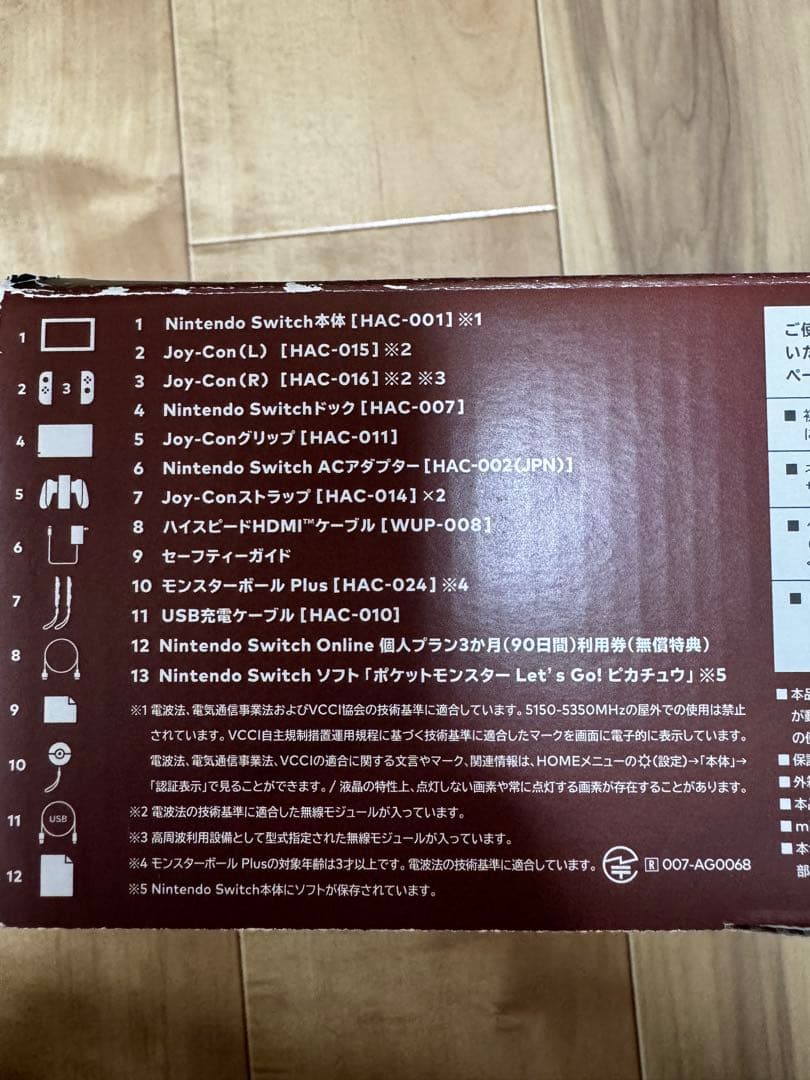 1 Nintendo Switch本体[HAC-001]※1
2 Joy-Con(L) [HAC-015]※2
3 Joy-Con(R) [HAC-016]※2 ※3
4 Nintendo Switchドック[HAC-007]
5 Joy-Conグリップ[HAC-011]
6 Nintendo Switch ACアダプター[HAC-002(JPN)]
7 Joy-Conストラップ[HAC-014]×2
8 ハイスピードHDMI™ケーブル[WUP-008]
9 セーフティーガイド
10 モンスターボール Plus[HAC-024]※4
11 USB充電ケーブル[HAC-010]
12 Nintendo Switch Online 個人プラン3か月(90日間)利用券(無償特典)
13 Nintendo Switch ソフト「ポケットモンスター Let's Go! ピカチュウ」※5
※1 電波法、電気通信事業法およびVCCI協会の技術基準に適合しています。5150-5350MHzの屋外での使用は禁止
されています。VCCI自主規制措置運用規程に基づく技術基準に適合したマークを画面に電子的に表示しています。
電波法、電気通信事業法、VCCIの適合に関する文言やマーク、関連情報は、HOMEメニューの(設定)→「本体」→
「認証表示」で見ることができます。/ 液晶の特性上、点灯しない画素や常に点灯する画素が存在することがあります。
※2 電波法の技術基準に適合した無線モジュールが入っています。
※3 高周波利用設備として型式指定された無線モジュールが入っています。
※4 モンスターボール Plusの対象年齢は3才以上です。電波法の技術基準に適合しています。
R 007-AG0068
※5 Nintendo Switch本体にソフトが保存されています。
1
2 3
4
5
6
7
8
9
10
11 USB
12
ご使
いた
ペー
■本品
が動
の使
■保証
■外
■本
■m
■本
部